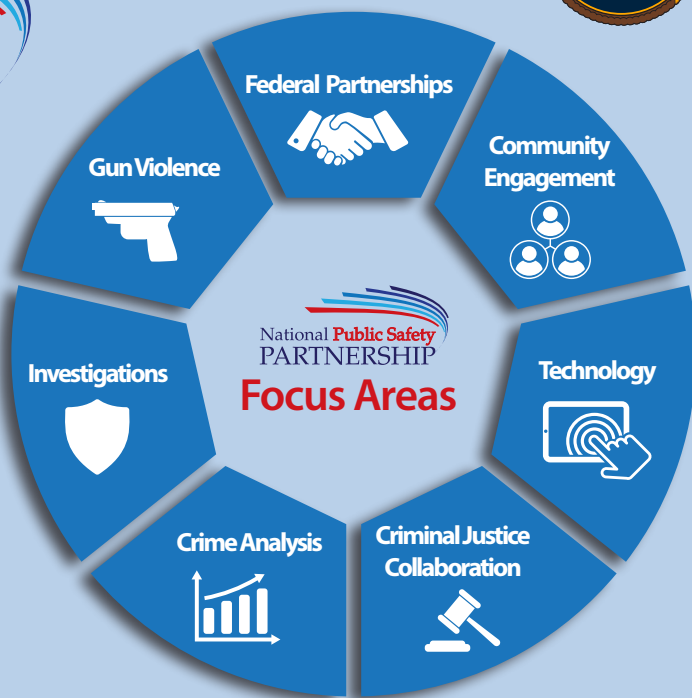 Federal Partnerships
Community
Engagement
Technology
Criminal Justice
Collaboration
Crime Analysis
Investigations
Gun Violence
National Public Safety
PARTNERSHIP
Focus Areas